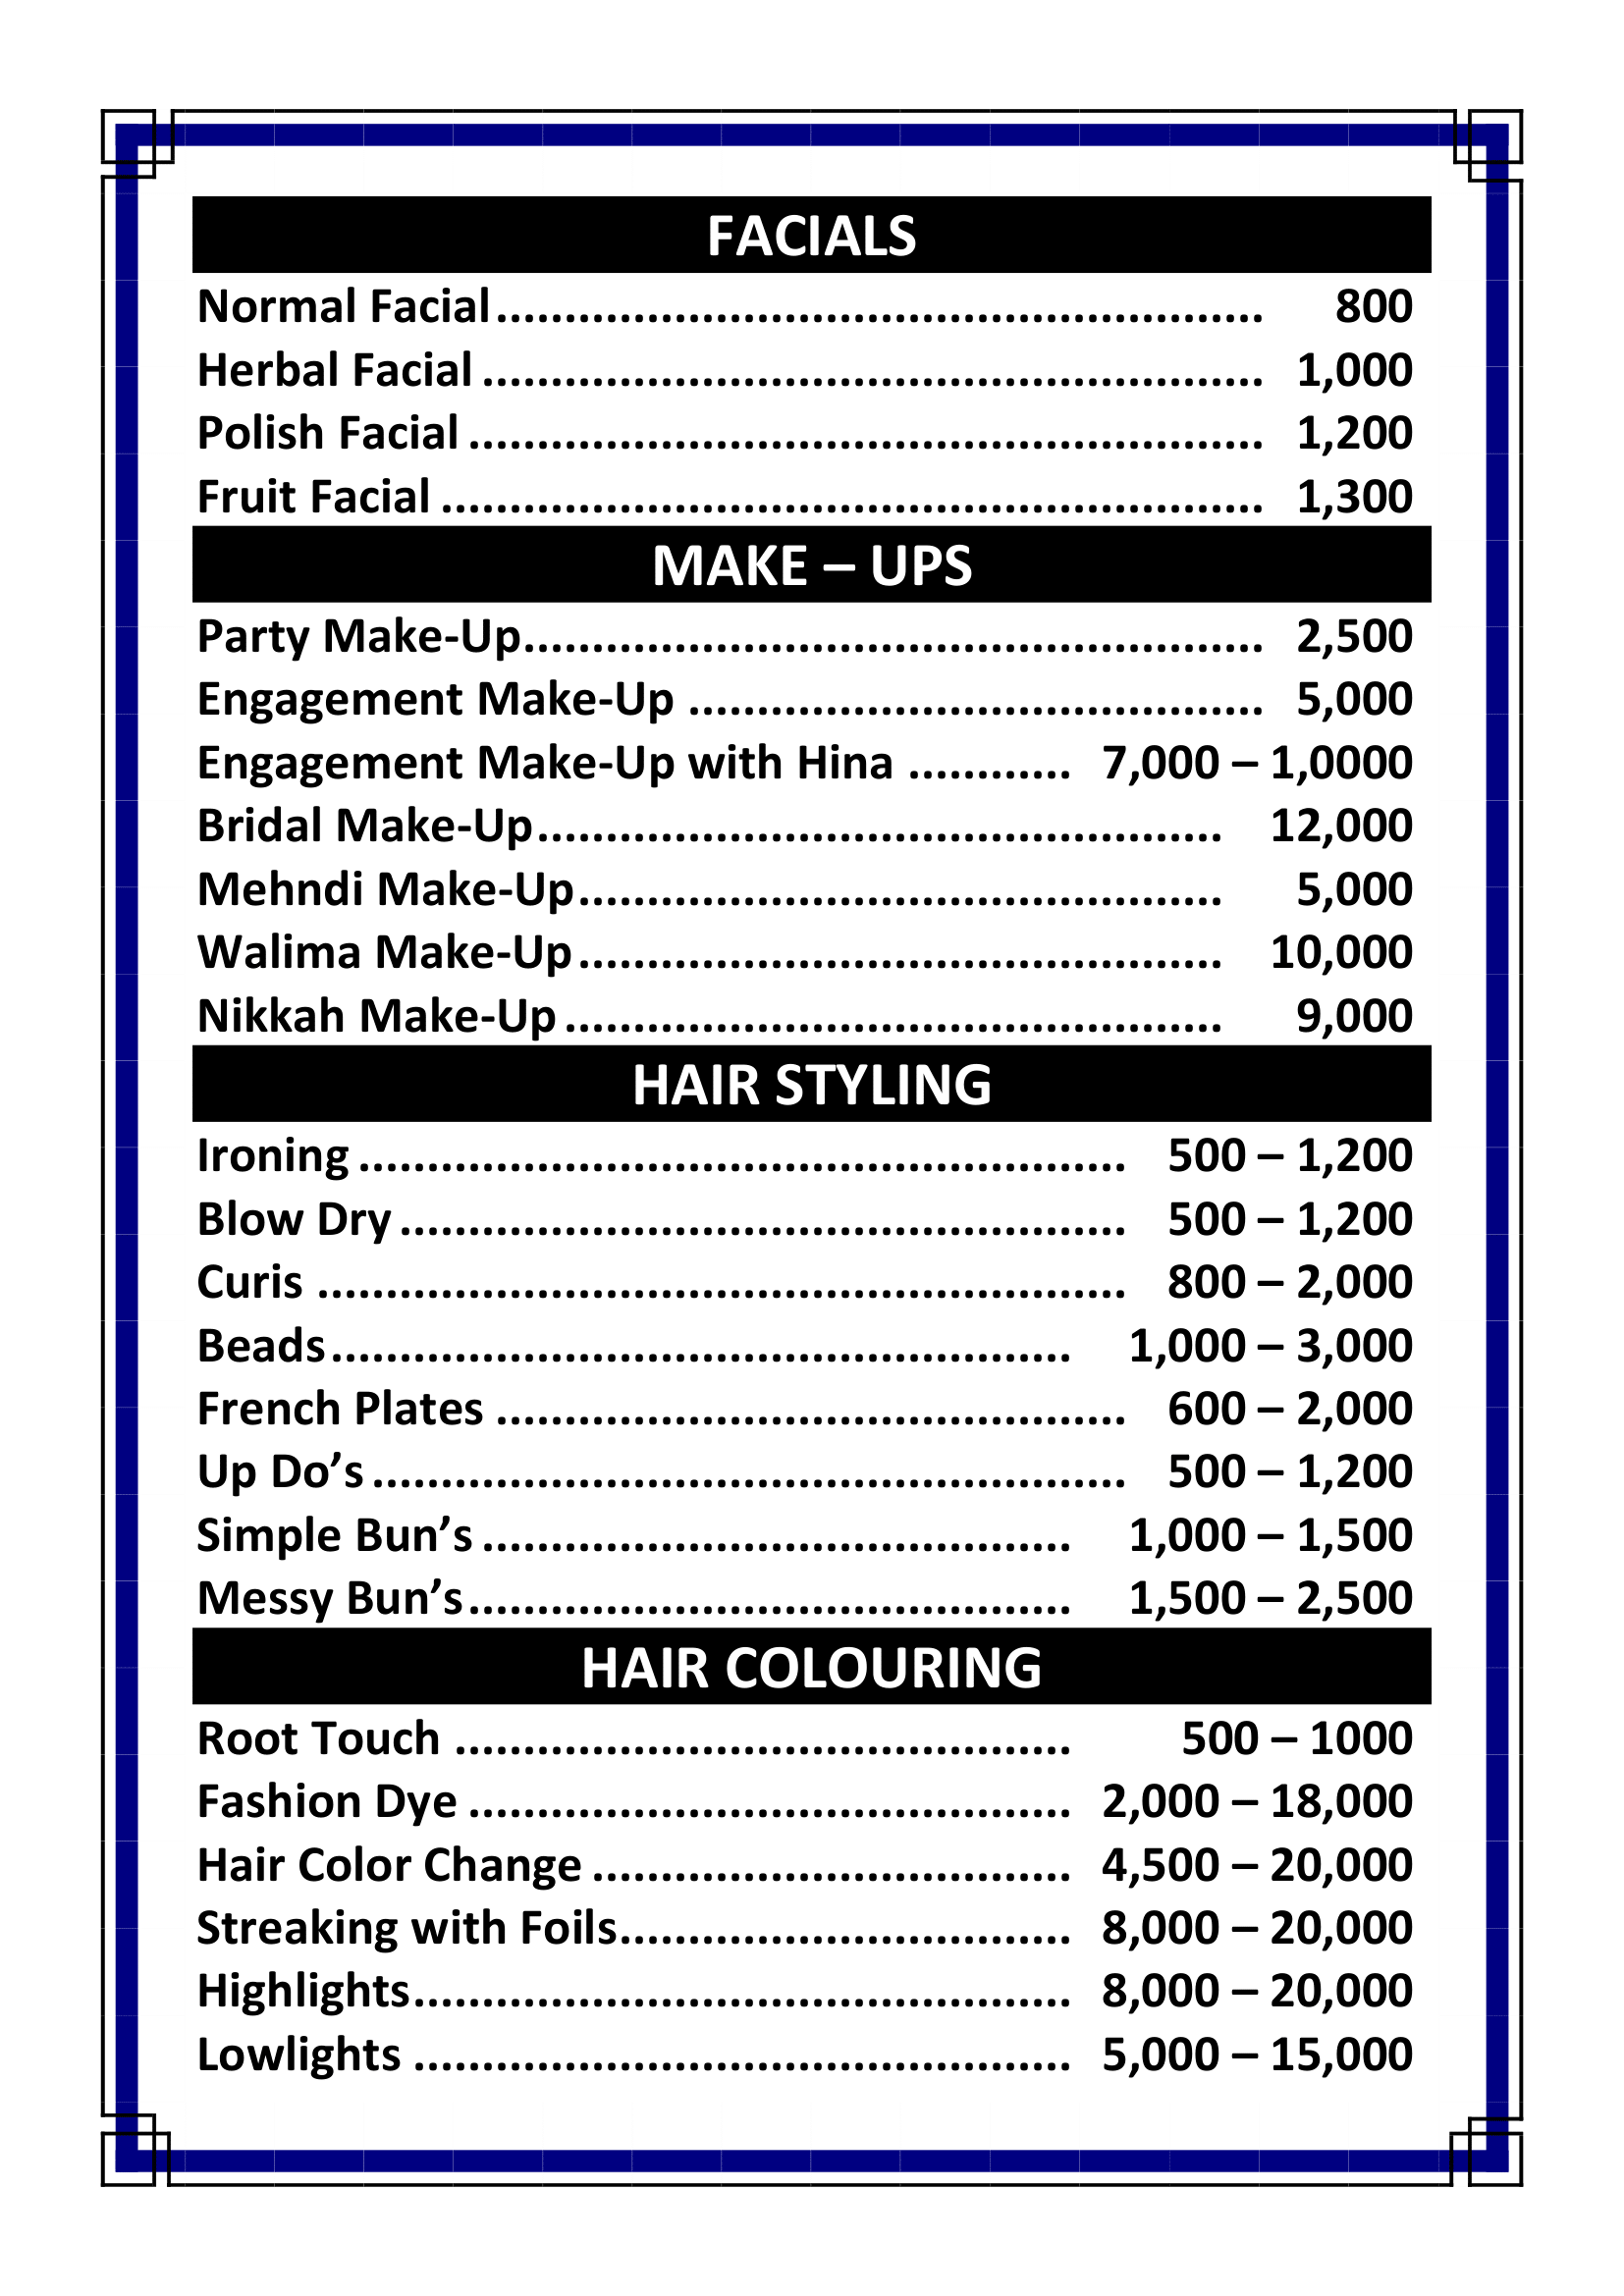 FACIALS
Normal Facial........................................................ 800
Herbal Facial ......................................................... 1,000
Polish Facial .......................................................... 1,200
Fruit Facial ............................................................ 1,300
MAKE – UPS
Party Make-Up...................................................... 2,500
Engagement Make-Up .......................................... 5,000
Engagement Make-Up with Hina ............ 7,000 – 1,0000
Bridal Make-Up.................................................. 12,000
Mehndi Make-Up............................................... 5,000
Walima Make-Up............................................... 10,000
Nikkah Make-Up ................................................ 9,000
HAIR STYLING
Ironing ........................................................ 500 – 1,200
Blow Dry ..................................................... 500 – 1,200
Curis ........................................................... 800 – 2,000
Beads...................................................... 1,000 – 3,000
French Plates .............................................. 600 – 2,000
Up Do’s ....................................................... 500 – 1,200
Simple Bun’s ........................................... 1,000 – 1,500
Messy Bun’s............................................ 1,500 – 2,500
HAIR COLOURING
Root Touch ............................................. 500 – 1000
Fashion Dye ............................................ 2,000 – 18,000
Hair Color Change ................................... 4,500 – 20,000
Streaking with Foils................................. 8,000 – 20,000
Highlights................................................ 8,000 – 20,000
Lowlights ................................................ 5,000 – 15,000